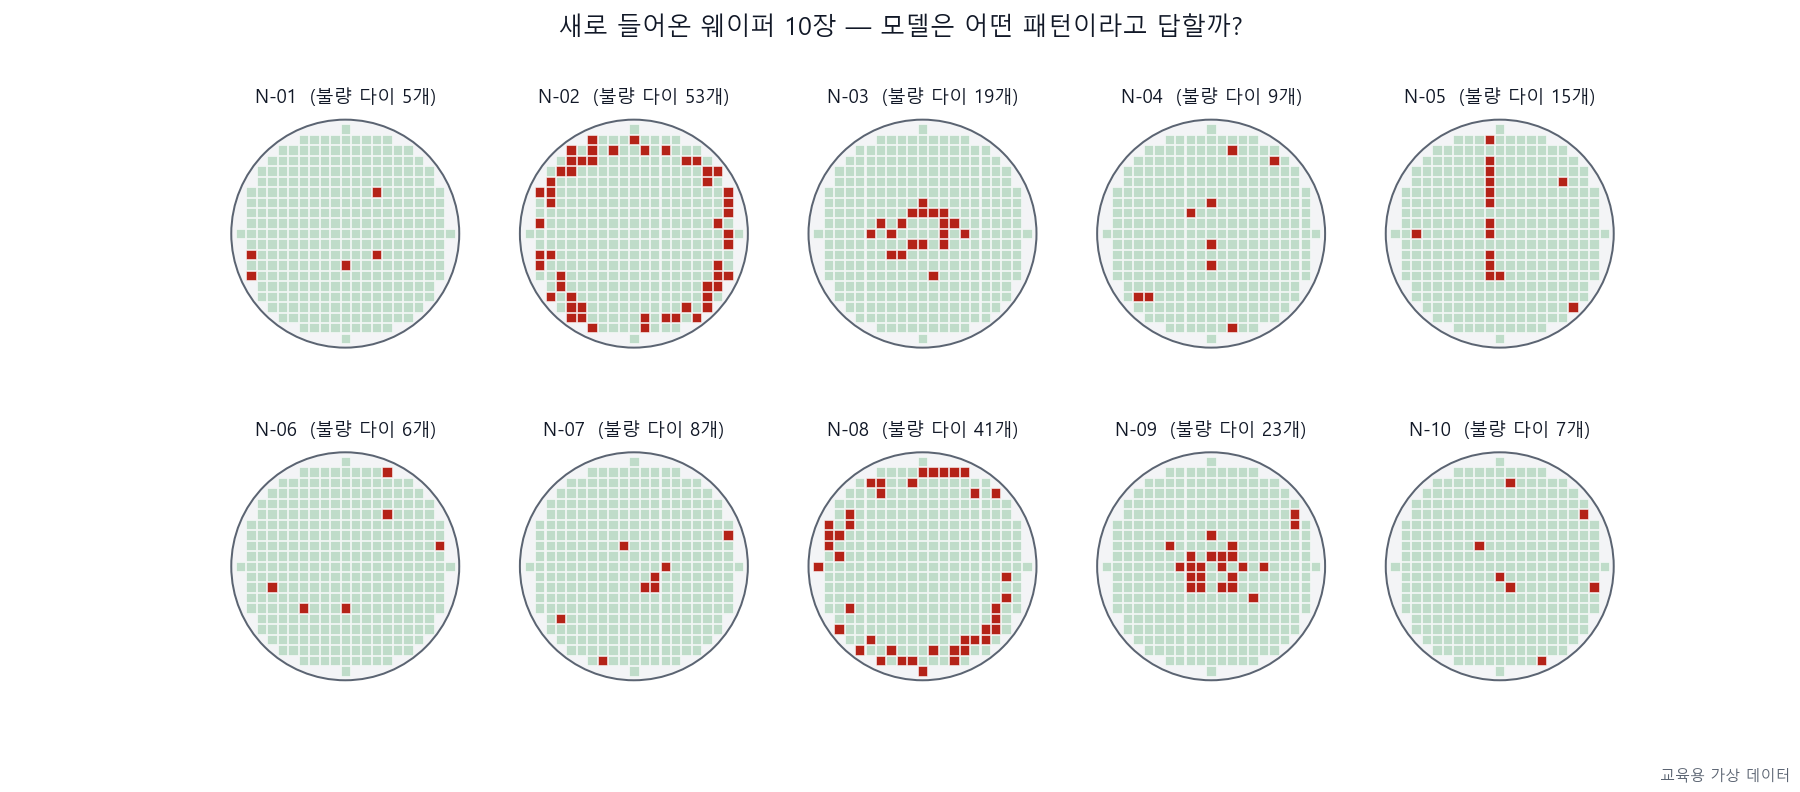 새로 들어온 웨이퍼 10장 — 모델은 어떤 패턴이라고 답할까?
N-01 (불량 다이 5개)
N-02 (불량 다이 53개)
N-03 (불량 다이 19개)
N-04 (불량 다이 9개)
N-05 (불량 다이 15개)
N-06 (불량 다이 6개)
N-07 (불량 다이 8개)
N-08 (불량 다이 41개)
N-09 (불량 다이 23개)
N-10 (불량 다이 7개)
교육용 가상 데이터